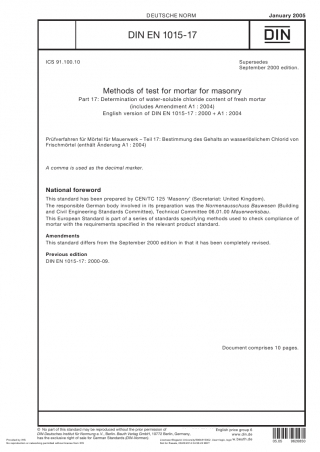 DEUTSCHE NORM
January 2005
DIN EN 1015-17
DIN
ICS 91.100.10
Supersedes
September 2000 edition.
Methods of test for mortar for masonry
Part 17: Determination of water-soluble chloride content of fresh mortar
(includes Amendment A1 : 2004)
English version of DIN EN 1015-17 : 2000 + A1 : 2004
Prüfverfahren für Mörtel für Mauerwerk – Teil 17: Bestimmung des Gehalts an wasserlöslichem Chlorid von
Frischmörtel (enthält Änderung A1 : 2004)
A comma is used as the decimal marker.
National foreword
This standard has been prepared by CEN/TC 125 'Masonry' (Secretariat: United Kingdom).
The responsible German body involved in its preparation was the Normenausschuss Bauwesen (Building
and Civil Engineering Standards Committee), Technical Committee 06.01.00 Mauerwerksbau.
This European Standard is part of a series of standards specifying methods used to check compliance of
mortar with the requirements specified in the relevant product standard.
Amendments
This standard differs from the September 2000 edition in that it has been completely revised.
Previous edition
DIN EN 1015-17: 2000-09.
Document comprises 10 pages.
© No part of this standard may be reproduced without the prior permission of
DIN Deutsches Institut für Normung e.V., Berlin. Beuth Verlag GmbH, 10772 Berlin, Germany,
has the exclusive right of sale for German Standards (DIN-Normen).
English price group 8
www.din.de
www.beuth.de